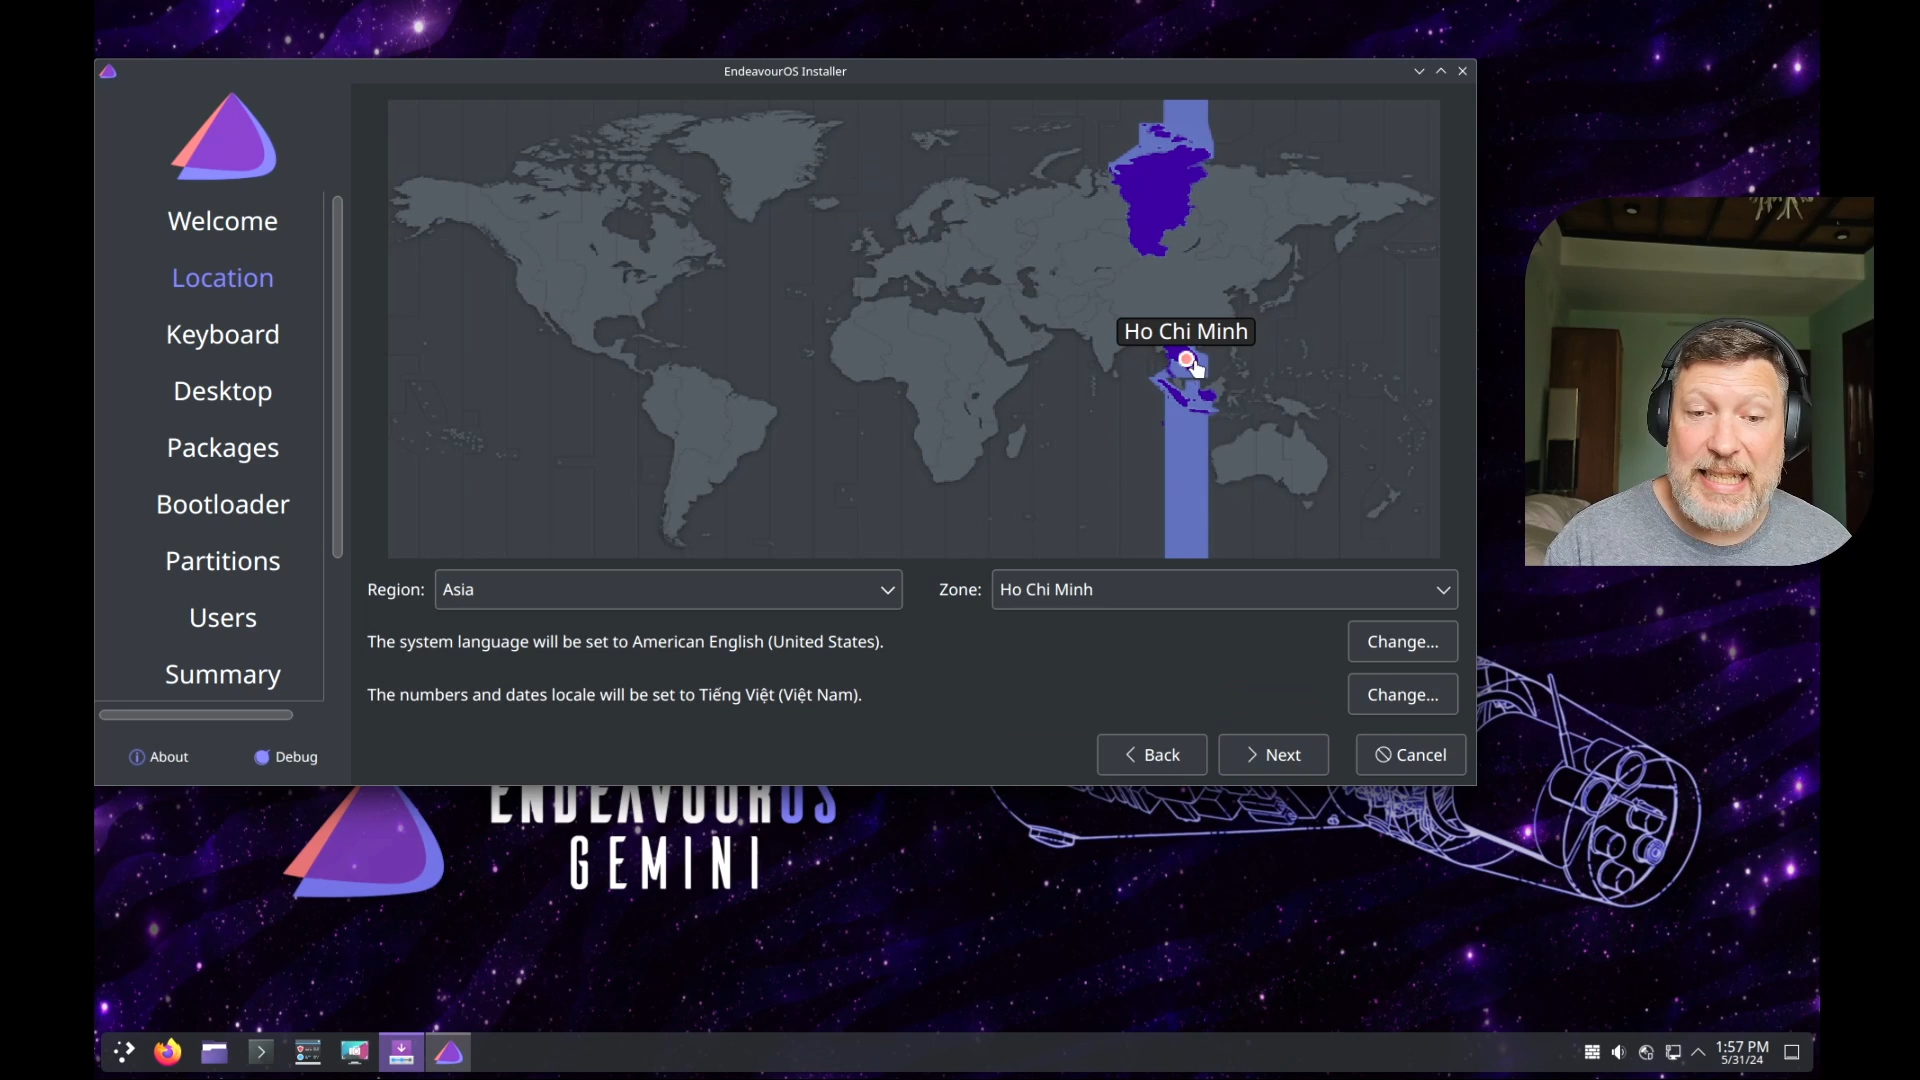 EndeavourOS Installer
Welcome
Location
Keyboard
Desktop
Packages
Bootloader
Partitions
Users
Summary
About
Debug
Ho Chi Minh
Region: Asia
Zone: Ho Chi Minh
The system language will be set to American English (United States).
Change...
The numbers and dates locale will be set to Tiếng Việt (Việt Nam).
Change...
Back
Next
Cancel
ENDEAVOUROS
GEMINI
1:57 PM
5/31/24